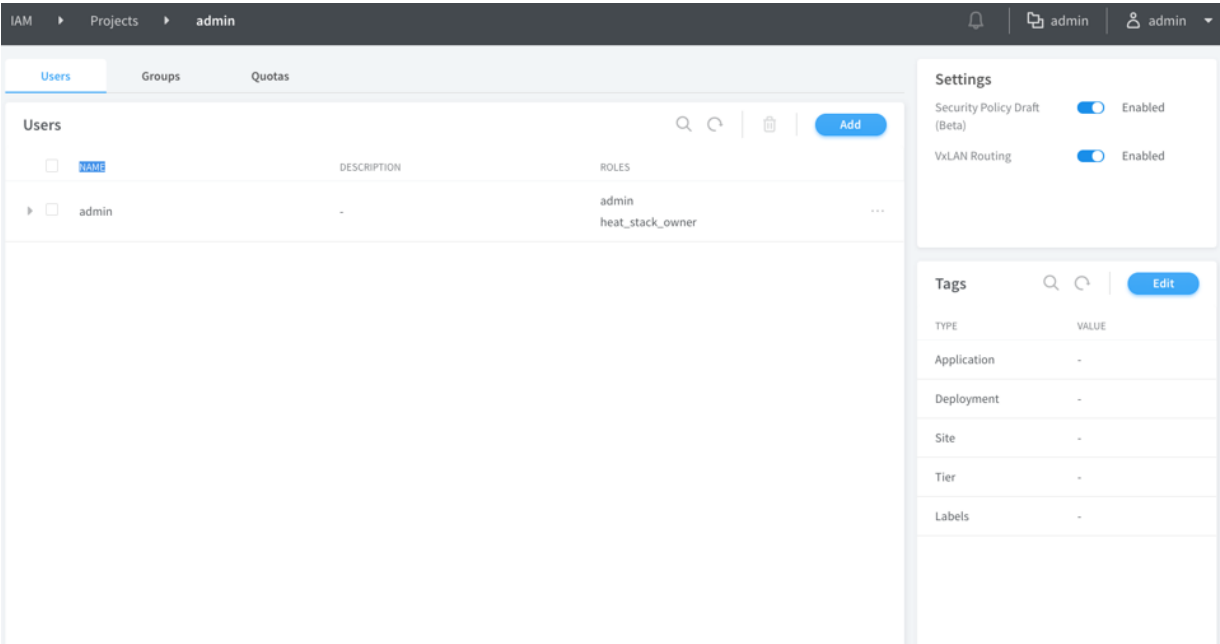 IAM Projects admin admin admin
Users Groups Quotas
Users Add
NAME DESCRIPTION ROLES
admin - admin
heat_stack_owner
...
Settings
Security Policy Draft Enabled
(Beta)
VxLAN Routing Enabled
Tags Edit
TYPE VALUE
Application -
Deployment -
Site -
Tier -
Labels -